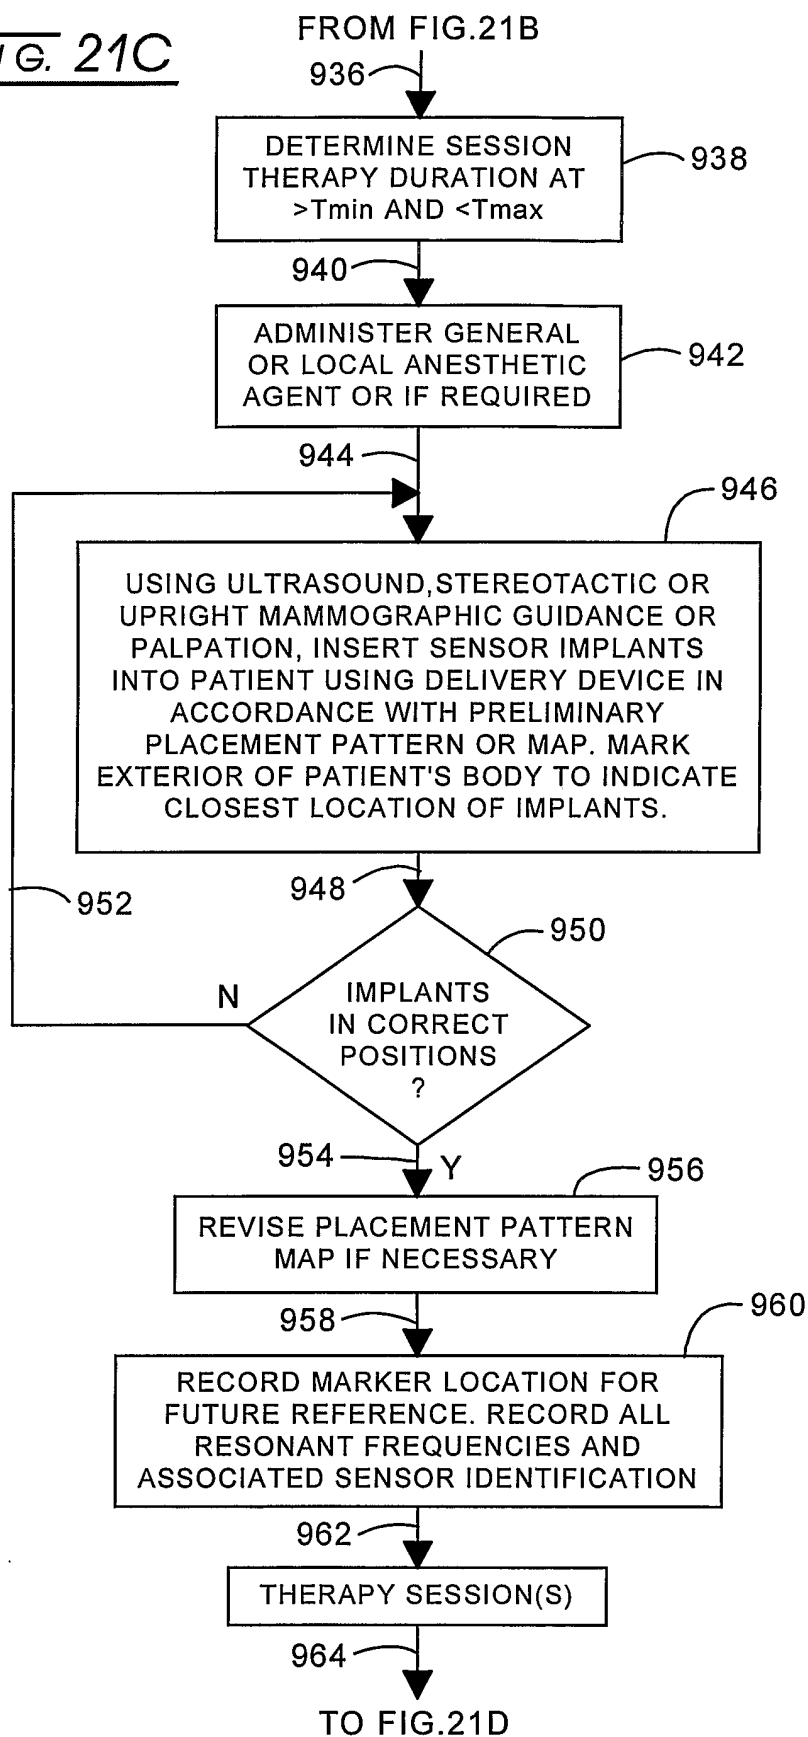 FROM FIG.21B
FIG. 21C
936
DETERMINE SESSION
THERAPY DURATION AT
>Tmin AND <Tmax
938
940
ADMINISTER GENERAL
OR LOCAL ANESTHETIC
AGENT OR IF REQUIRED
942
944
946
USING ULTRASOUND,STEREOTACTIC OR
UPRIGHT MAMMOGRAPHIC GUIDANCE OR
PALPATION, INSERT SENSOR IMPLANTS
INTO PATIENT USING DELIVERY DEVICE IN
ACCORDANCE WITH PRELIMINARY
PLACEMENT PATTERN OR MAP. MARK
EXTERIOR OF PATIENT'S BODY TO INDICATE
CLOSEST LOCATION OF IMPLANTS.
948
952
950
N
IMPLANTS
IN CORRECT
POSITIONS
?
954
Y
956
REVISE PLACEMENT PATTERN
MAP IF NECESSARY
958
960
RECORD MARKER LOCATION FOR
FUTURE REFERENCE. RECORD ALL
RESONANT FREQUENCIES AND
ASSOCIATED SENSOR IDENTIFICATION
962
THERAPY SESSION(S)
964
TO FIG.21D